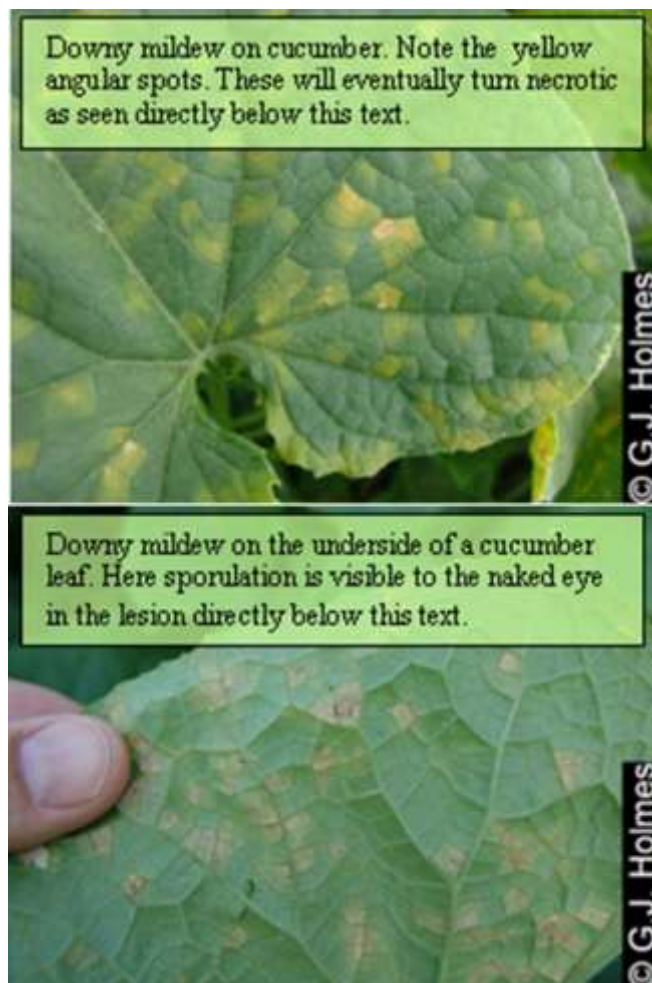 Downy mildew on cucumber. Note the yellow
angular spots. These will eventually turn necrotic
as seen directly below this text.
© G.J. Holmes
Downy mildew on the underside of a cucumber
leaf. Here sporulation is visible to the naked eye
in the lesion directly below this text.
© G.J. Holmes